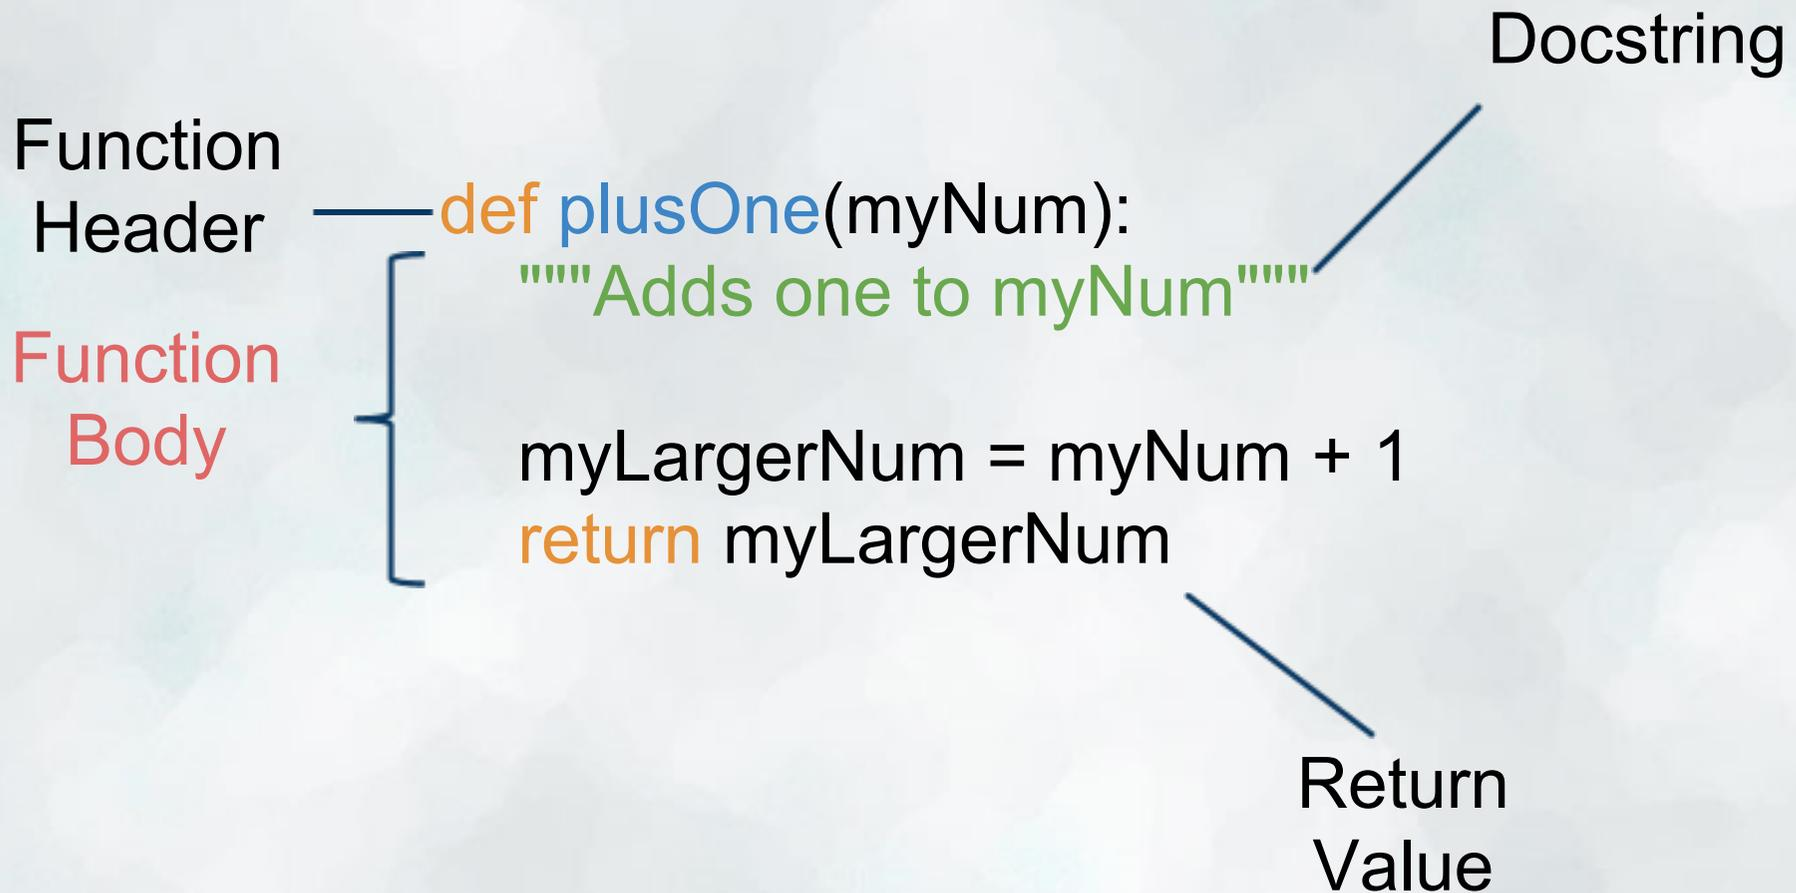 Docstring
Function
Header
def plusOne(myNum):
"""Adds one to myNum"""
Function
Body
myLargerNum = myNum + 1
return myLargerNum
Return
Value